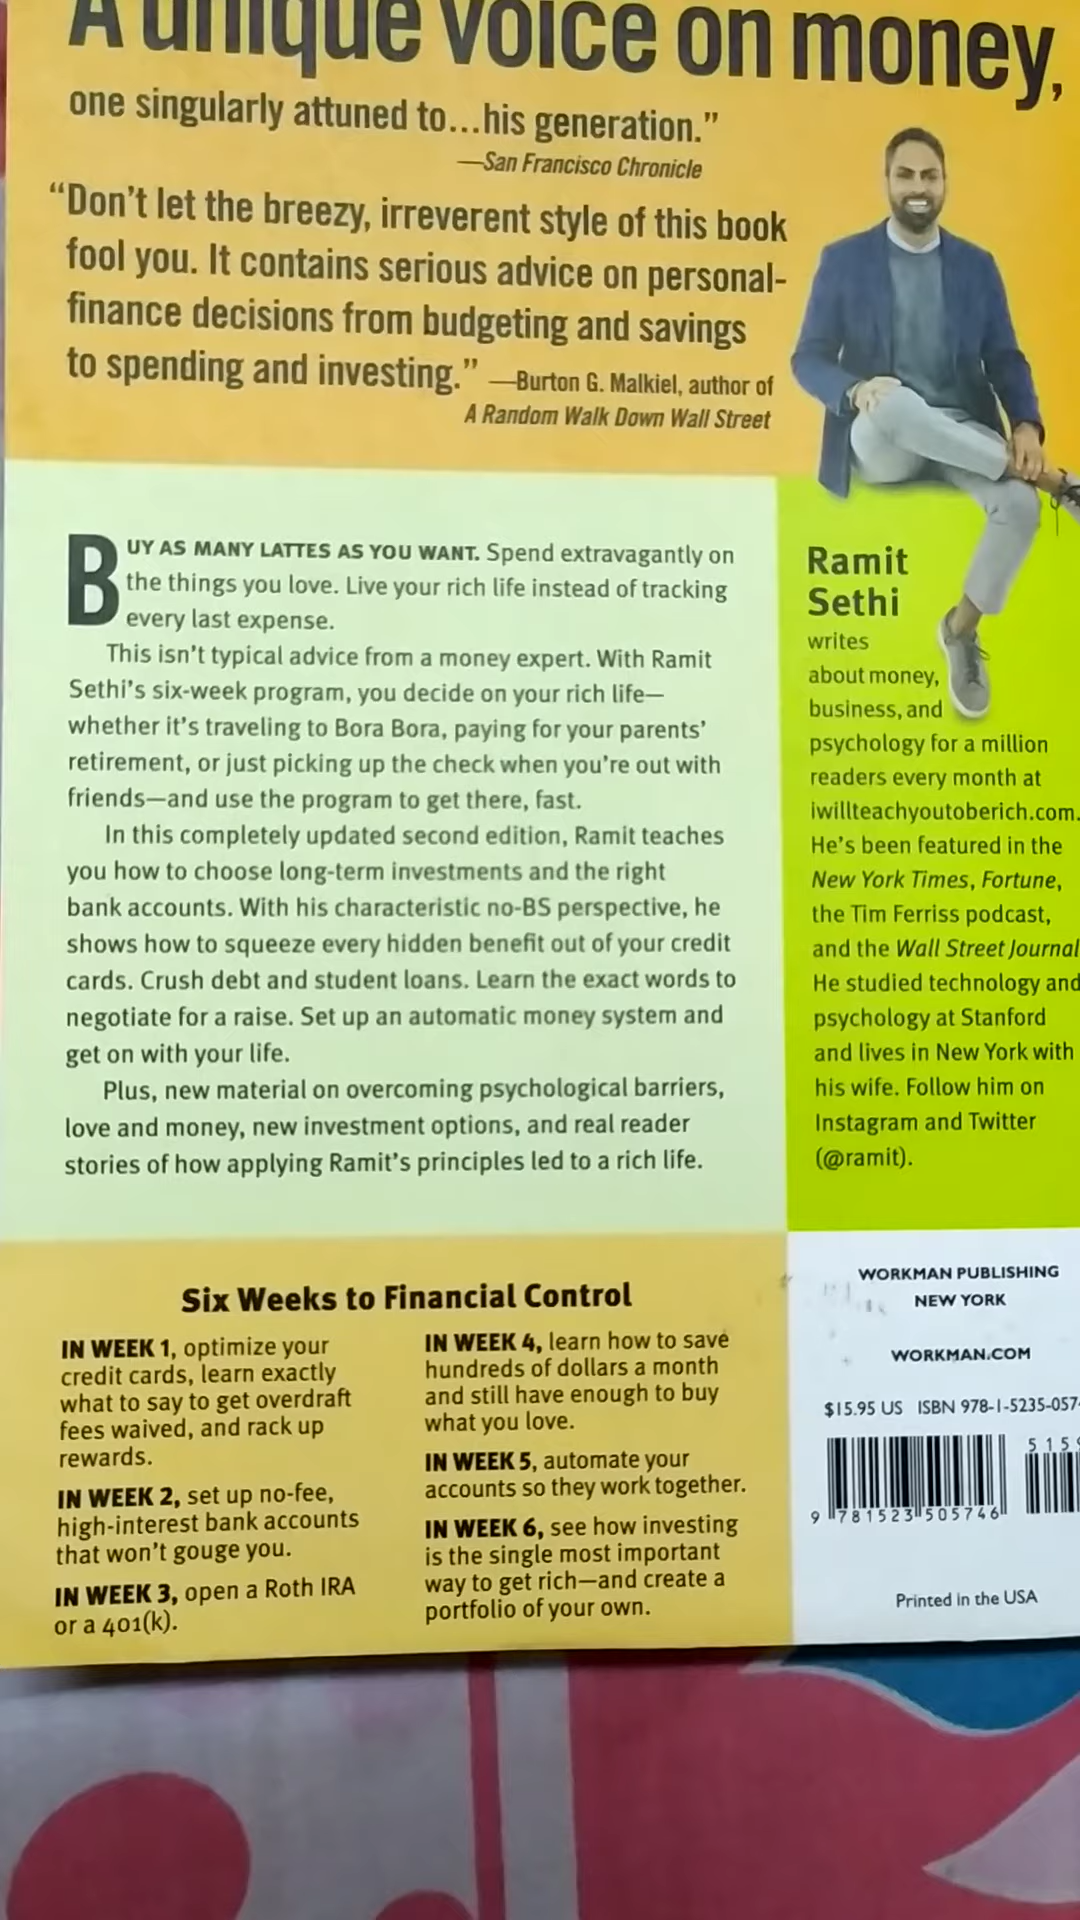 A unique voice on money,
one singularly attuned to...his generation.”
—San Francisco Chronicle
“Don’t let the breezy, irreverent style of this book
fool you. It contains serious advice on personal-
finance decisions from budgeting and savings
to spending and investing.” —Burton G. Malkiel, author of
A Random Walk Down Wall Street
BUY AS MANY LATTES AS YOU WANT. Spend extravagantly on
the things you love. Live your rich life instead of tracking
every last expense.
This isn’t typical advice from a money expert. With Ramit
Sethi’s six-week program, you decide on your rich life—
whether it’s traveling to Bora Bora, paying for your parents’
retirement, or just picking up the check when you’re out with
friends—and use the program to get there, fast.
In this completely updated second edition, Ramit teaches
you how to choose long-term investments and the right
bank accounts. With his characteristic no-BS perspective, he
shows how to squeeze every hidden benefit out of your credit
cards. Crush debt and student loans. Learn the exact words to
negotiate for a raise. Set up an automatic money system and
get on with your life.
Plus, new material on overcoming psychological barriers,
love and money, new investment options, and real reader
stories of how applying Ramit’s principles led to a rich life.
Ramit
Sethi
writes
about money,
business, and
psychology for a million
readers every month at
iwillteachyoutoberich.com.
He’s been featured in the
New York Times, Fortune,
the Tim Ferriss podcast,
and the Wall Street Journal
He studied technology and
psychology at Stanford
and lives in New York with
his wife. Follow him on
Instagram and Twitter
(@ramit).
Six Weeks to Financial Control
IN WEEK 1, optimize your
credit cards, learn exactly
what to say to get overdraft
fees waived, and rack up
rewards.
IN WEEK 2, set up no-fee,
high-interest bank accounts
that won’t gouge you.
IN WEEK 3, open a Roth IRA
or a 401(k).
IN WEEK 4, learn how to save
hundreds of dollars a month
and still have enough to buy
what you love.
IN WEEK 5, automate your
accounts so they work together.
IN WEEK 6, see how investing
is the single most important
way to get rich—and create a
portfolio of your own.
WORKMAN PUBLISHING
NEW YORK
WORKMAN.COM
$15.95 US ISBN 978-1-5235-057
5 1 5
9 781523 505746
Printed in the USA